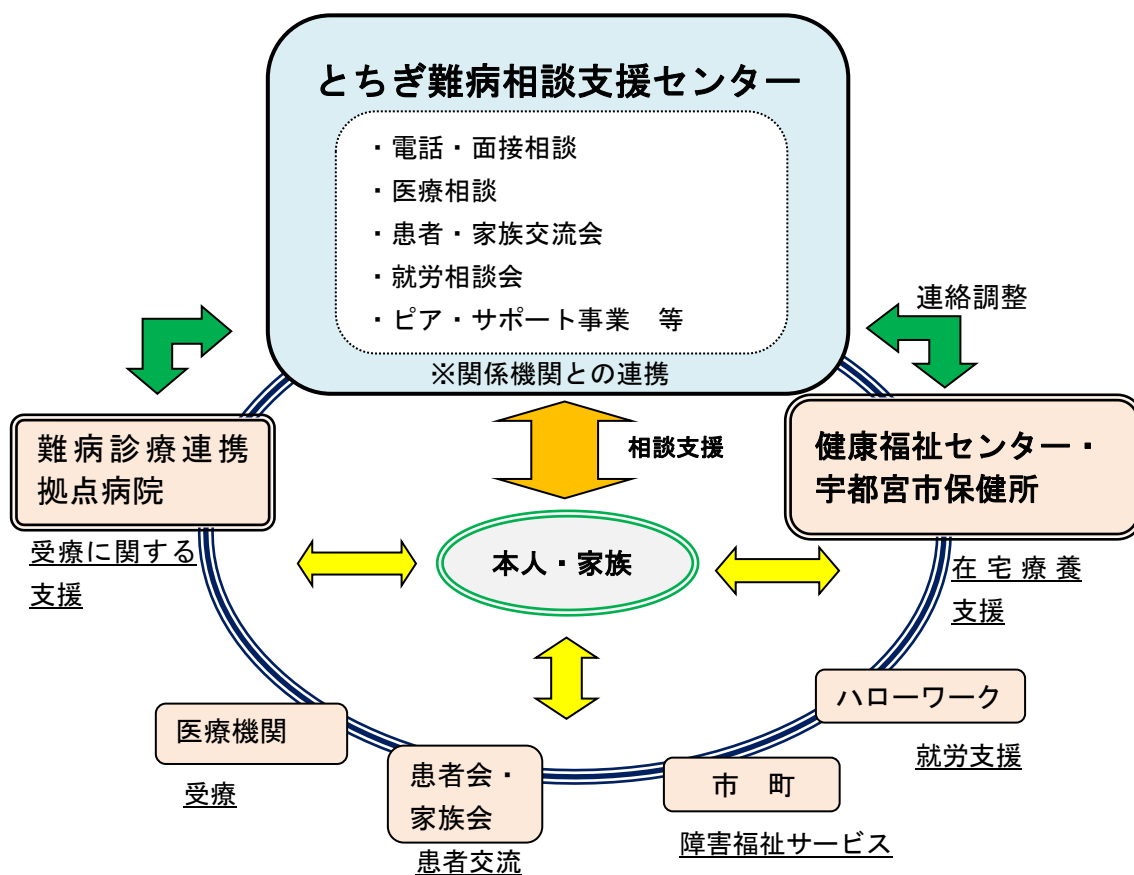 とちぎ難病相談支援センター
・電話・面接相談
・医療相談
・患者・家族交流会
・就労相談会
・ピア・サポート事業　等
※関係機関との連携
連絡調整
難病診療連携
拠点病院
受療に関する
支援
相談支援
健康福祉センター・
宇都宮市保健所
在宅療養
支援
本人・家族
医療機関
受療
患者会・
家族会
患者交流
市　町
障害福祉サービス
ハローワーク
就労支援